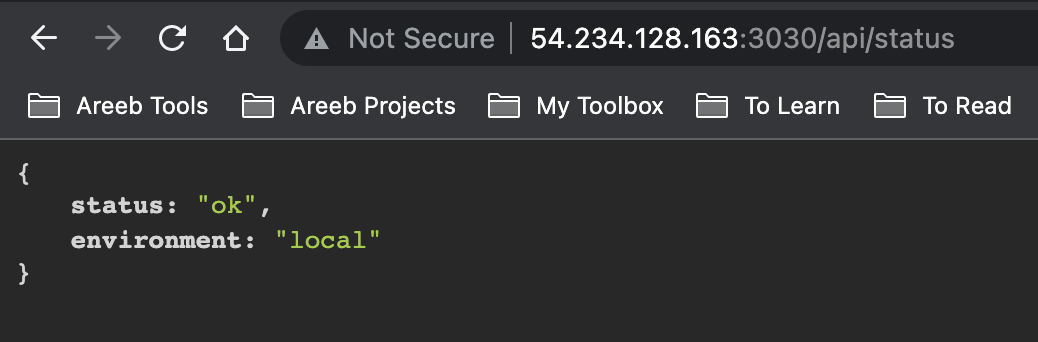 Not Secure | 54.234.128.163:3030/api/status
Areeb Tools Areeb Projects My Toolbox To Learn To Read
{
status: "ok",
environment: "local"
}